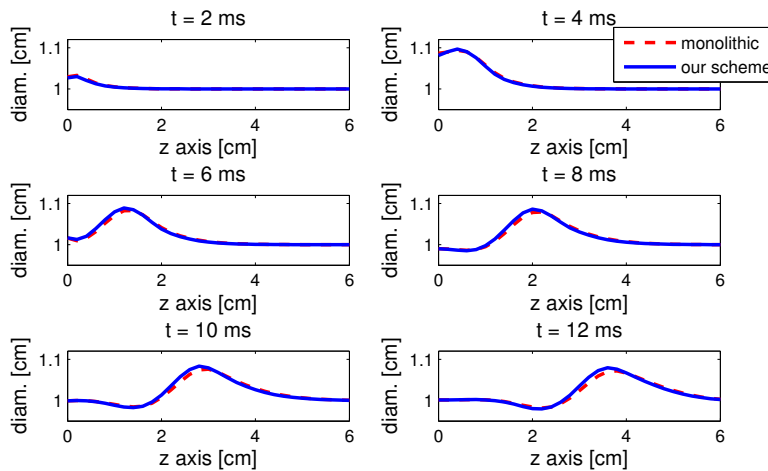 t = 2 ms
diam. [cm]
1.1
1
0
2
4
6
z axis [cm]
t = 4 ms
diam. [cm]
1.1
1
0
2
4
6
z axis [cm]
monolithic
our scheme
t = 6 ms
diam. [cm]
1.1
1
0
2
4
6
z axis [cm]
t = 8 ms
diam. [cm]
1.1
1
0
2
4
6
z axis [cm]
t = 10 ms
diam. [cm]
1.1
1
0
2
4
6
z axis [cm]
t = 12 ms
diam. [cm]
1.1
1
0
2
4
6
z axis [cm]